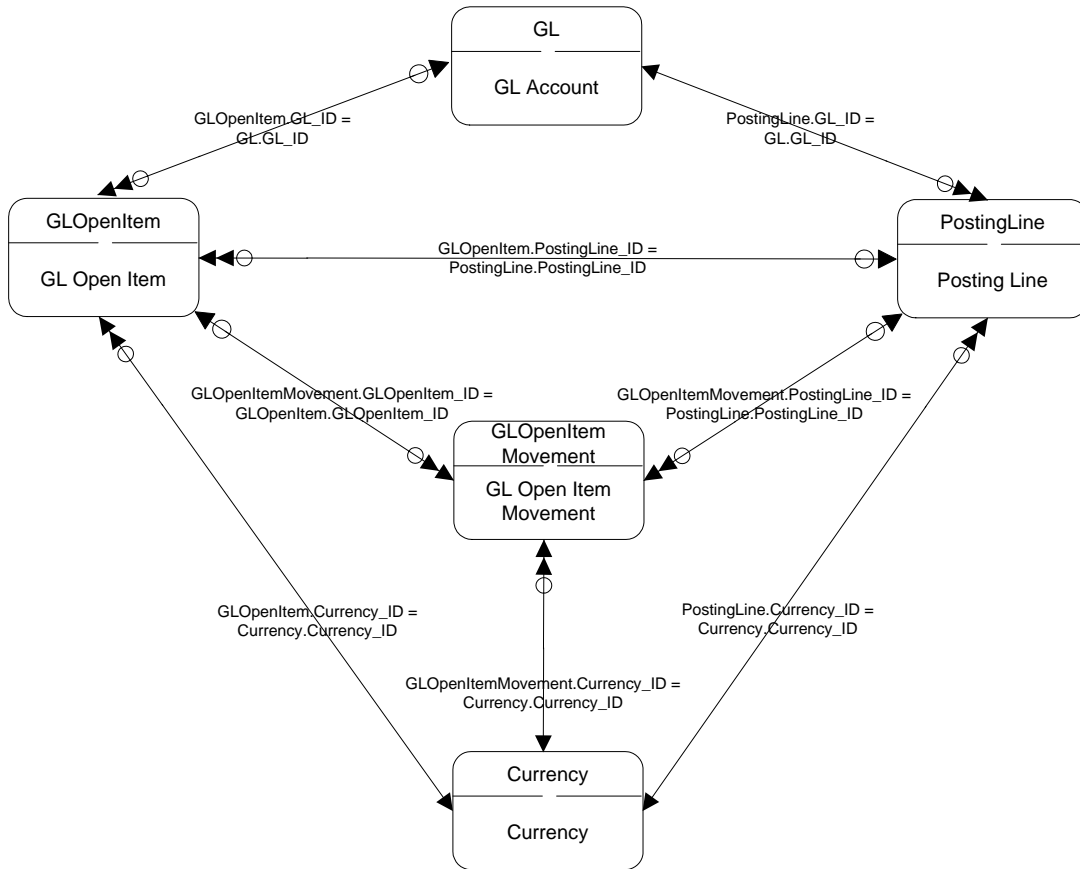 GL
GL Account
GLOpenItem.GL_ID =
GL.GL_ID
PostingLine.GL_ID =
GL.GL_ID
GLOpenItem
GL Open Item
GLOpenItem.PostingLine_ID =
PostingLine.PostingLine_ID
PostingLine
Posting Line
GLOpenItemMovement.GLOpenItem_ID =
GLOpenItem.GLOpenItem_ID
GLOpenItemMovement.PostingLine_ID =
PostingLine.PostingLine_ID
GLOpenItem
Movement
GL Open Item
Movement
GLOpenItem.Currency_ID =
Currency.Currency_ID
PostingLine.Currency_ID =
Currency.Currency_ID
GLOpenItemMovement.Currency_ID =
Currency.Currency_ID
Currency
Currency